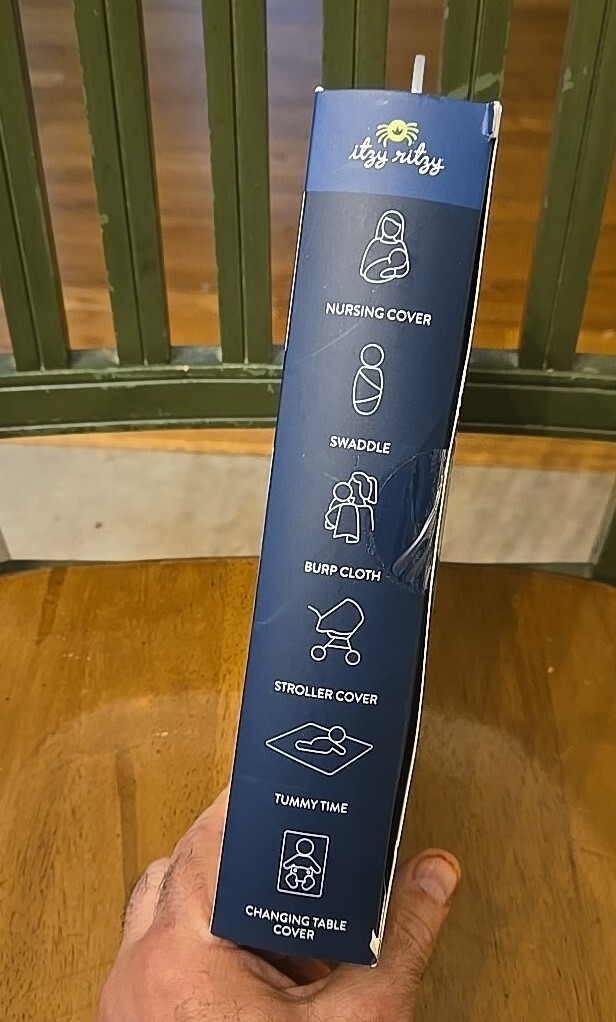 itzy ritzy
NURSING COVER
SWADDLE
BURP CLOTH
STROLLER COVER
TUMMY TIME
CHANGING TABLE
COVER